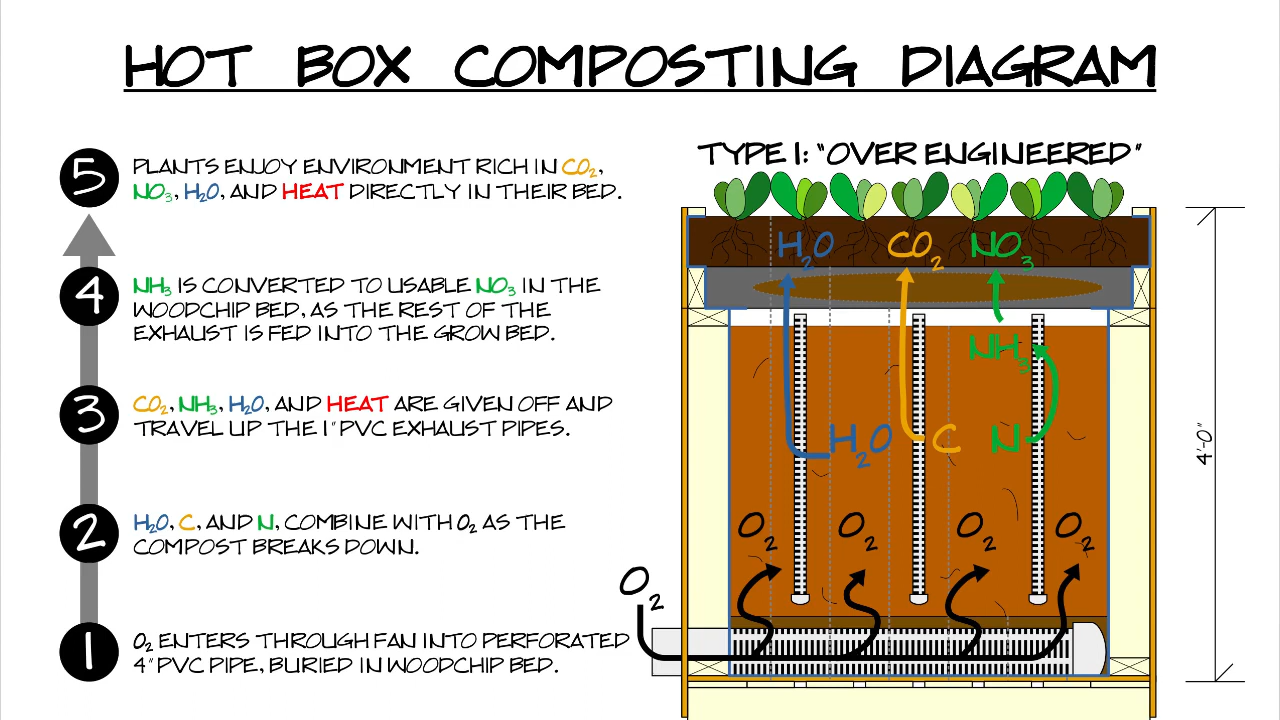 HOT BOX COMPOSTING DIAGRAM
5 PLANTS ENJOY ENVIRONMENT RICH IN CO₂,
NO₃, H₂O, AND HEAT DIRECTLY IN THEIR BED.
4 NH₃ IS CONVERTED TO USABLE NO₃ IN THE
WOODCHIP BED, AS THE REST OF THE
EXHAUST IS FED INTO THE GROW BED.
3 CO₂, NH₃, H₂O, AND HEAT ARE GIVEN OFF AND
TRAVEL UP THE 1" PVC EXHAUST PIPES.
2 H₂O, C, AND N, COMBINE WITH O₂ AS THE
COMPOST BREAKS DOWN.
1 O₂ ENTERS THROUGH FAN INTO PERFORATED
4" PVC PIPE, BURIED IN WOODCHIP BED.
TYPE 1: "OVER ENGINEERED"
H₂O CO₂ NO₃
NH₃
H₂O C N
O₂ O₂ O₂ O₂
O₂
4'-0"